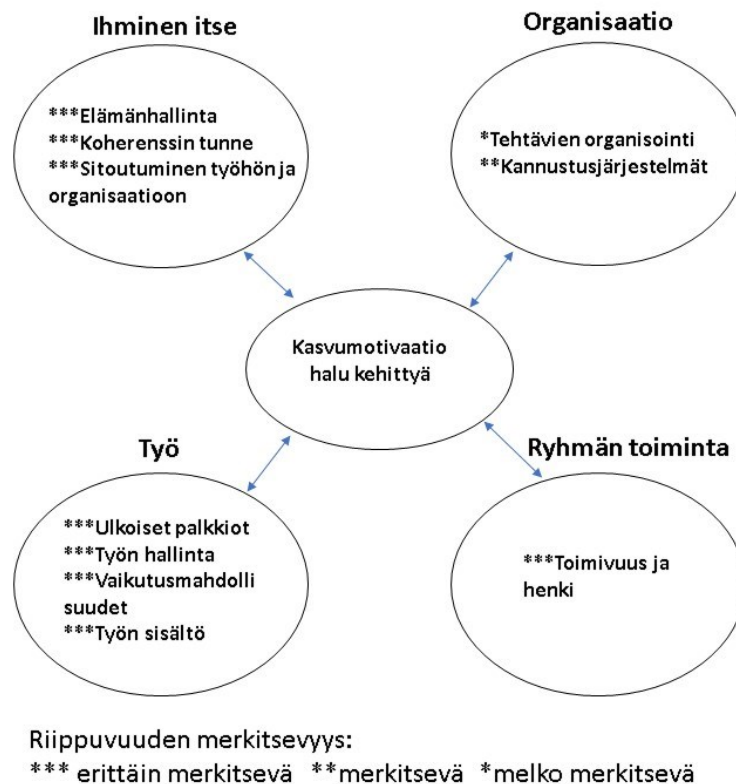 Ihminen itse
***Elämänhallinta
***Koherenssin tunne
***Sitoutuminen työhön ja
organisaatioon
Organisaatio
*Tehtävien organisointi
**Kannustusjärjestelmät
Kasvumotivaatio
halu kehittyä
Työ
***Ulkoiset palkkiot
***Työn hallinta
***Vaikutusmahdolli
suudet
***Työn sisältö
Ryhmän toiminta
***Toimivuus ja
henki
Riippuvuuden merkitsevyys:
*** erittäin merkitsevä **merkitsevä *melko merkitsevä